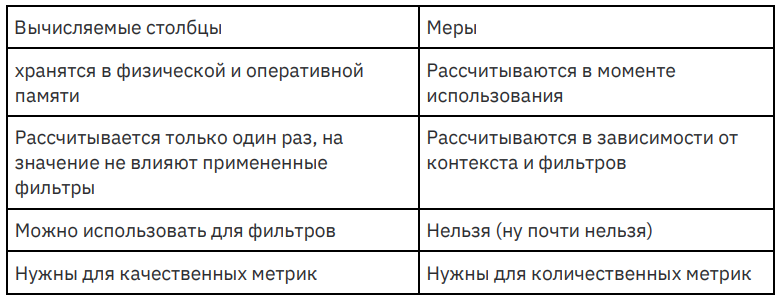 Вычисляемые столбцы
Меры
хранятся в физической и оперативной
памяти
Рассчитываются в моменте
использования
Рассчитывается только один раз, на
значение не влияют примененные
фильтры
Рассчитываются в зависимости от
контекста и фильтров
Можно использовать для фильтров
Нельзя (ну почти нельзя)
Нужны для качественных метрик
Нужны для количественных метрик